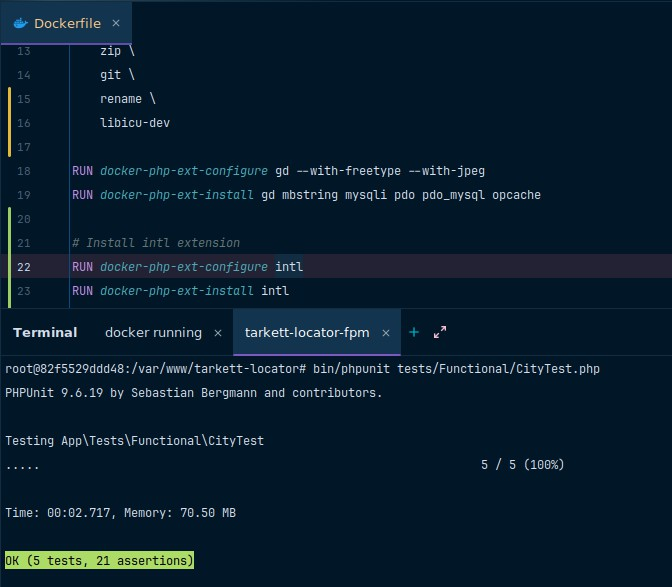 Dockerfile ×
13 zip \
14 git \
15 rename \
16 libicu-dev
17
18 RUN docker-php-ext-configure gd --with-freetype --with-jpeg
19 RUN docker-php-ext-install gd mbstring mysqli pdo pdo_mysql opcache
20
21 # Install intl extension
22 RUN docker-php-ext-configure intl
23 RUN docker-php-ext-install intl
Terminal docker running × tarkett-locator-fpm × +
root@82f5529ddd48:/var/www/tarkett-locator# bin/phpunit tests/Functional/CityTest.php
PHPUnit 9.6.19 by Sebastian Bergmann and contributors.
Testing App\Tests\Functional\CityTest
..... 5 / 5 (100%)
Time: 00:02.717, Memory: 70.50 MB
OK (5 tests, 21 assertions)